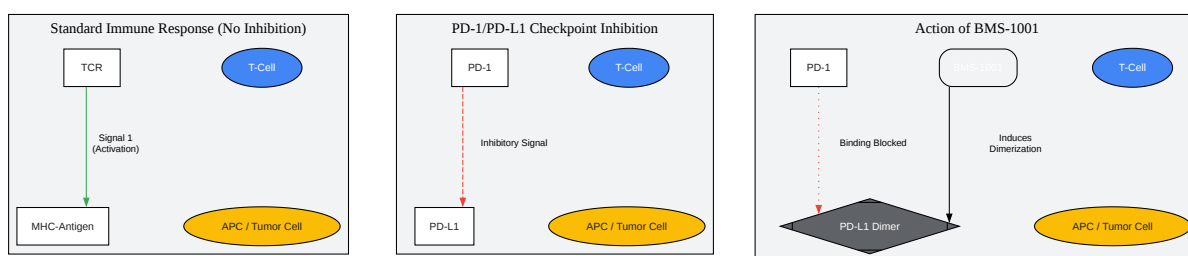 Standard Immune Response (No Inhibition)
TCR
T-Cell
Signal 1
(Activation)
MHC-Antigen
APC / Tumor Cell
PD-1/PD-L1 Checkpoint Inhibition
PD-1
T-Cell
Inhibitory Signal
PD-L1
APC / Tumor Cell
Action of BMS-1001
PD-1
BMS-1001
T-Cell
Binding Blocked
Induces
Dimerization
PD-L1 Dimer
APC / Tumor Cell